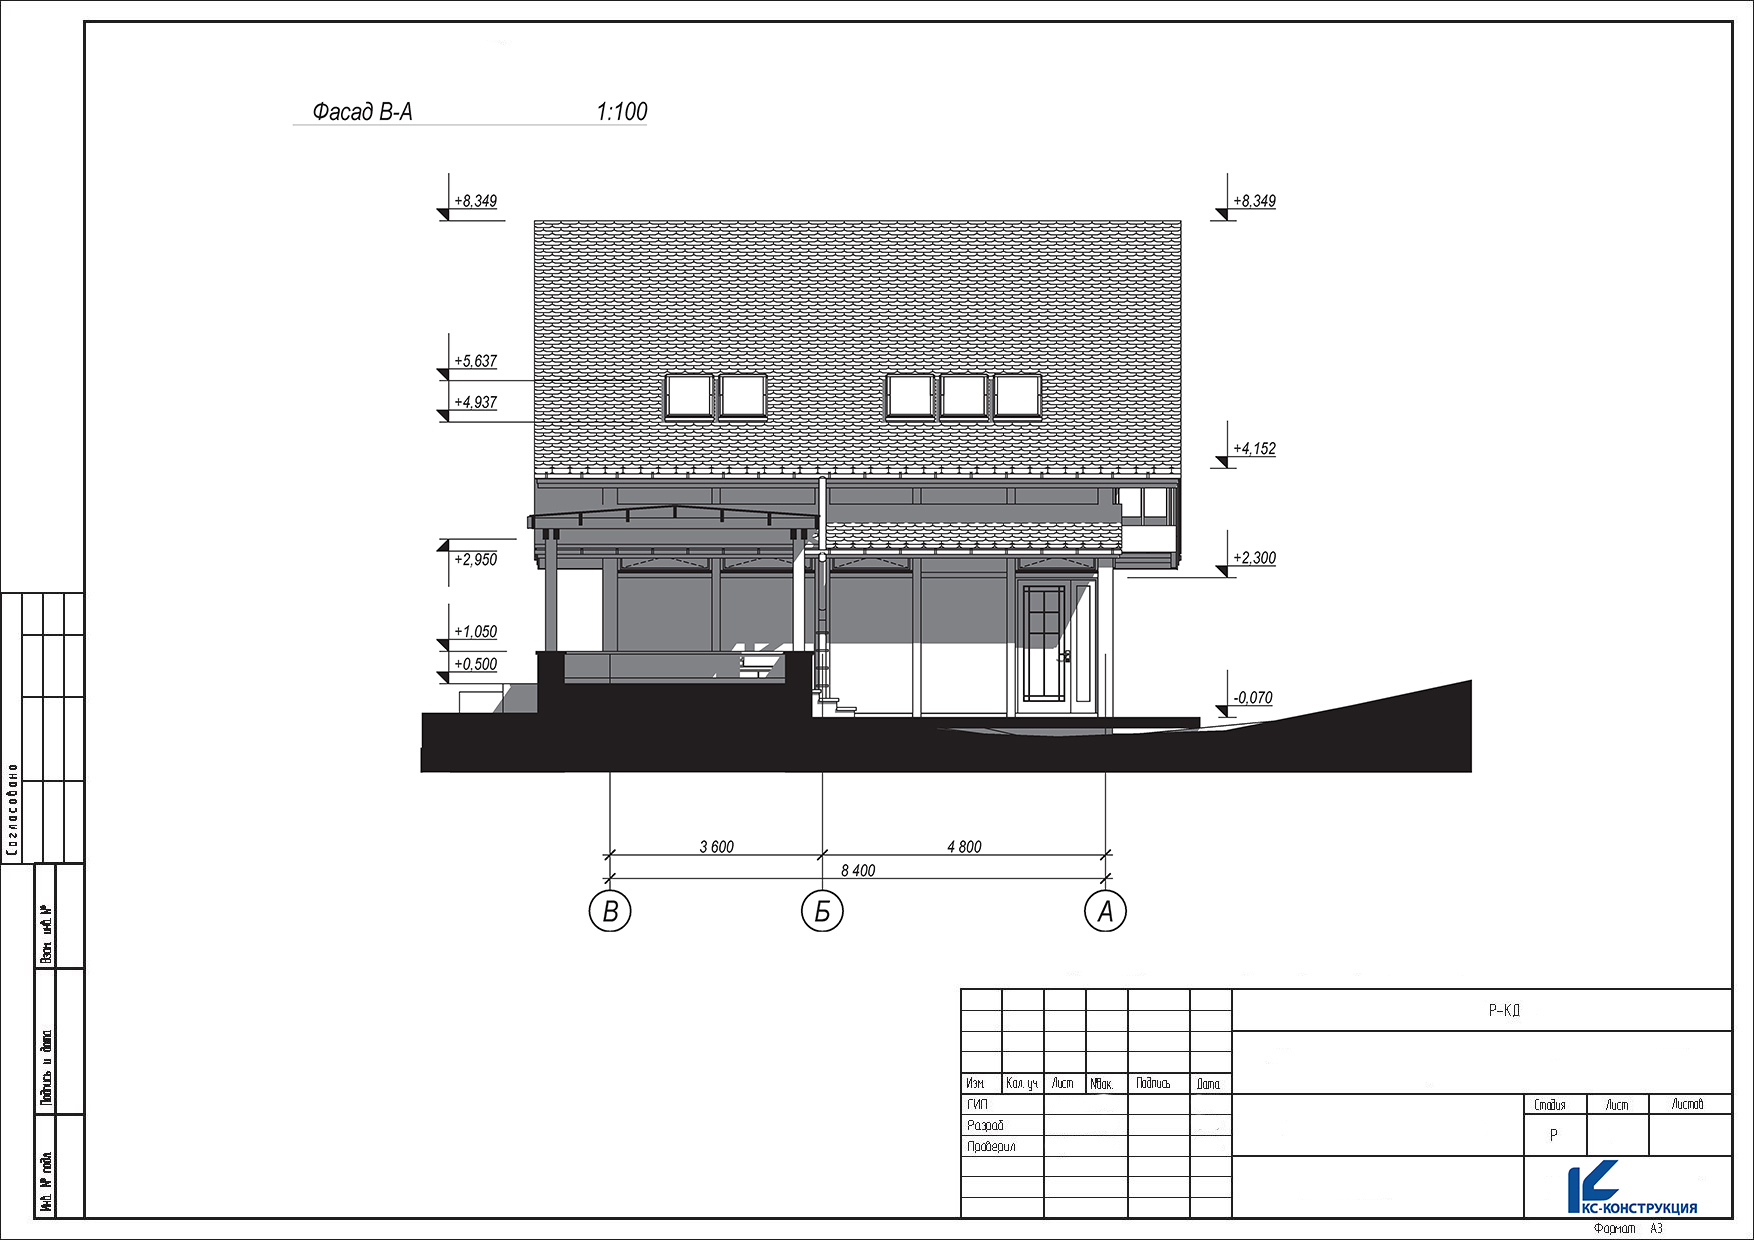 Фасад В-А 1:100
+8,349
+8,349
+5,637
+4,937
+4,152
+2,950
+2,300
+1,050
+0,500
-0,070
3 600
4 800
8 400
В
Б
А
Согласовано
Взам. инв. №
Подпись и дата
Инв. № подл.
Р-КД
Изм. Кол. уч Лист №док. Подпись Дата
ГИП
Разраб
Проверил
Стадия Лист Листов
Р
КС-КОНСТРУКЦИЯ
Формат А3